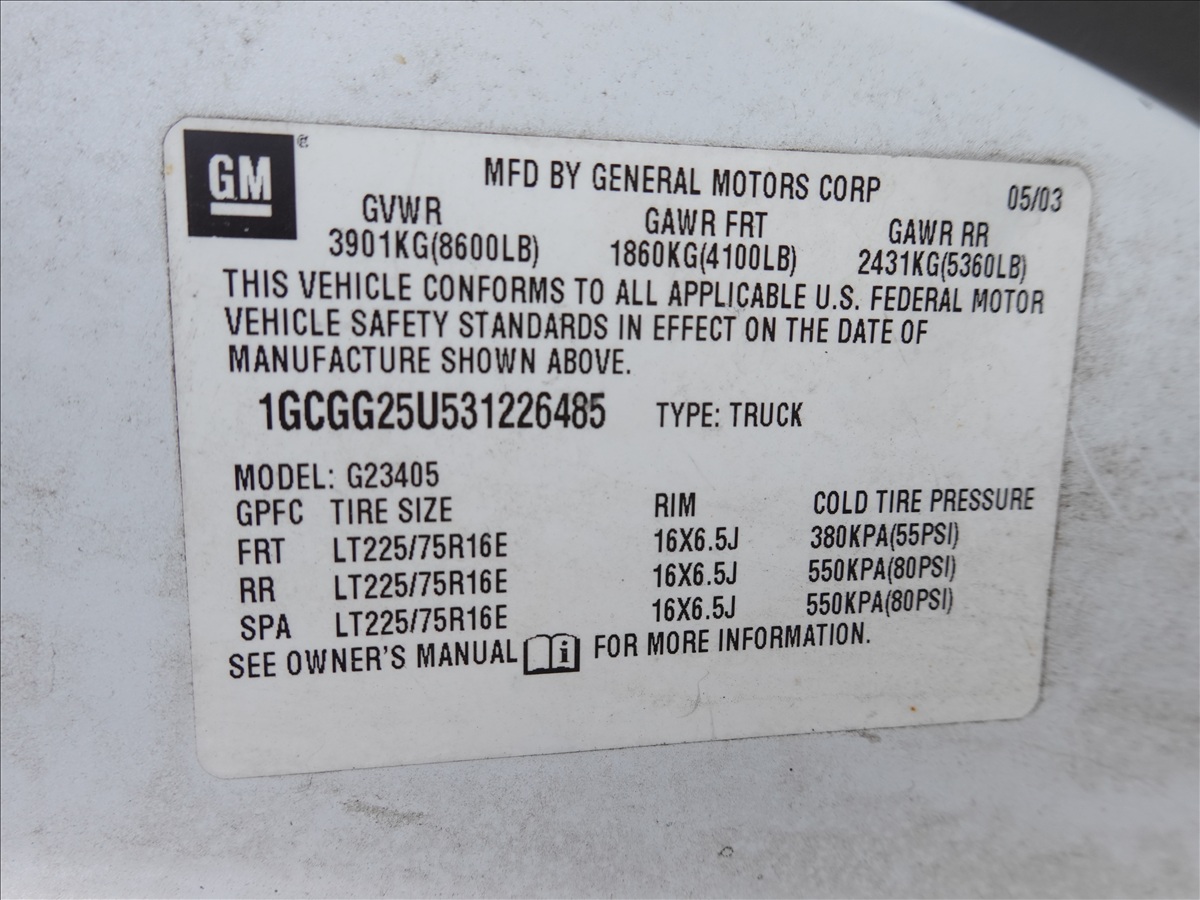 GM
MFD BY GENERAL MOTORS CORP 05/03
GVWR GAWR FRT GAWR RR
3901KG(8600LB) 1860KG(4100LB) 2431KG(5360LB)
THIS VEHICLE CONFORMS TO ALL APPLICABLE U.S. FEDERAL MOTOR
VEHICLE SAFETY STANDARDS IN EFFECT ON THE DATE OF
MANUFACTURE SHOWN ABOVE.
1GCGG25U531226485 TYPE: TRUCK
MODEL: G23405
GPFC TIRE SIZE RIM COLD TIRE PRESSURE
FRT LT225/75R16E 16X6.5J 380KPA(55PSI)
RR LT225/75R16E 16X6.5J 550KPA(80PSI)
SPA LT225/75R16E 16X6.5J 550KPA(80PSI)
SEE OWNER'S MANUAL i FOR MORE INFORMATION.